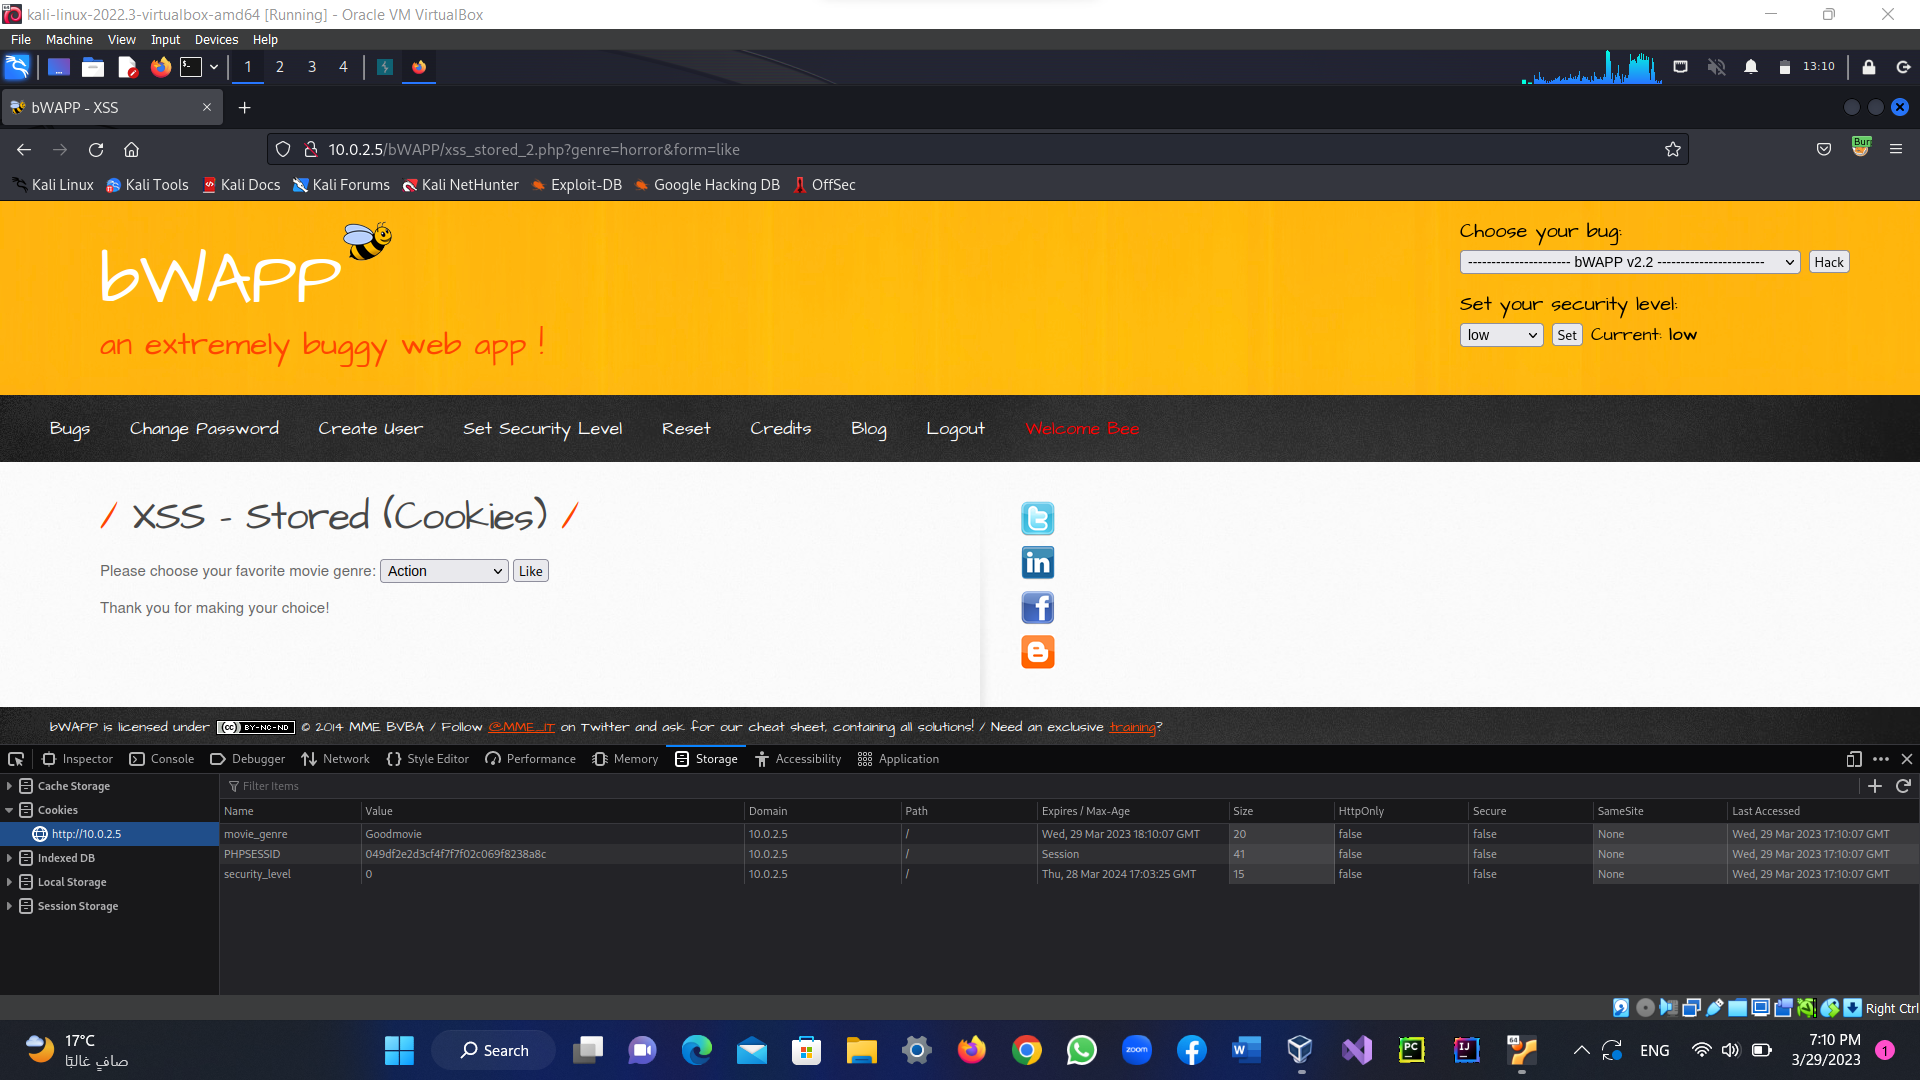 kali-linux-2022.3-virtualbox-amd64 [Running] - Oracle VM VirtualBox
File Machine View Input Devices Help
1 2 3 4 13:10
bWAPP - XSS
10.0.2.5/bWAPP/xss_stored_2.php?genre=horror&form=like
Kali Linux Kali Tools Kali Docs Kali Forums Kali NetHunter Exploit-DB Google Hacking DB OffSec
bWAPP
an extremely buggy web app !
Choose your bug:
---------------------- bWAPP v2.2 ----------------------- Hack
Set your security level:
low Set Current: low
Bugs Change Password Create User Set Security Level Reset Credits Blog Logout Welcome Bee
/ XSS - Stored (Cookies) /
Please choose your favorite movie genre: Action Like
Thank you for making your choice!
bWAPP is licensed under (cc) BY-NC-ND © 2014 MME BVBA / Follow @MME_IT on Twitter and ask for our cheat sheet, containing all solutions! / Need an exclusive training?
Inspector Console Debugger Network Style Editor Performance Memory Storage Accessibility Application
Cache Storage
Cookies
http://10.0.2.5
Indexed DB
Local Storage
Session Storage
Filter Items
Name Value Domain Path Expires / Max-Age Size HttpOnly Secure SameSite Last Accessed
movie_genre Goodmovie 10.0.2.5 / Wed, 29 Mar 2023 18:10:07 GMT 20 false false None Wed, 29 Mar 2023 17:10:07 GMT
PHPSESSID 049df2e2d3cf4f7f7f02c069f8238a8c 10.0.2.5 / Session 41 false false None Wed, 29 Mar 2023 17:10:07 GMT
security_level 0 10.0.2.5 / Thu, 28 Mar 2024 17:03:25 GMT 15 false false None Wed, 29 Mar 2023 17:10:07 GMT
Right Ctrl
17°C
صافٍ غالبًا
Search
zoom
ENG
7:10 PM
3/29/2023
1